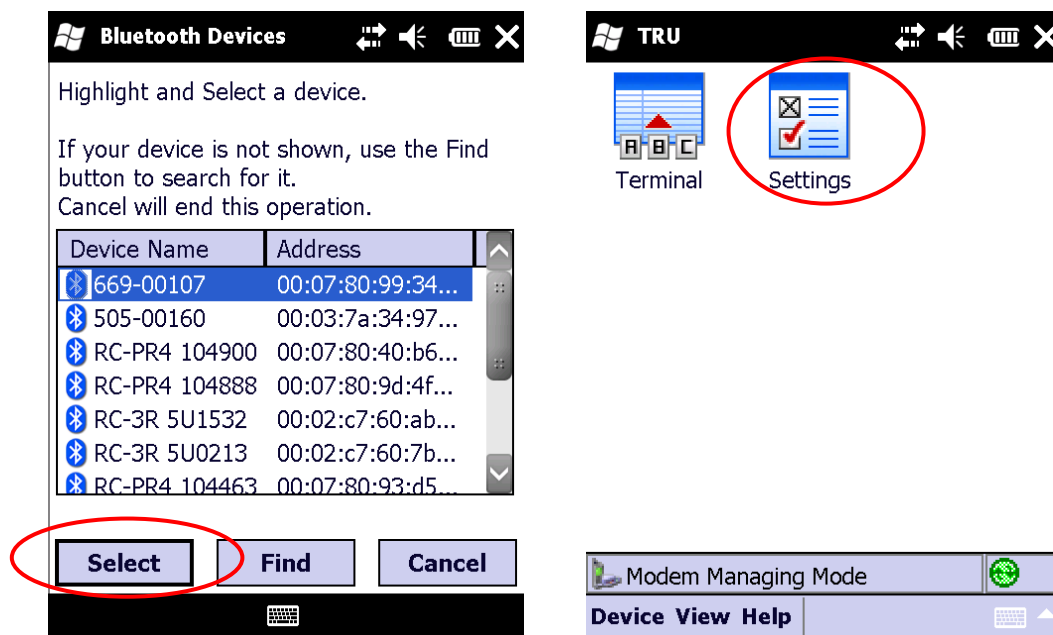 Bluetooth Devices
Highlight and Select a device.
If your device is not shown, use the Find
button to search for it.
Cancel will end this operation.
Device Name Address
669-00107 00:07:80:99:34...
505-00160 00:03:7a:34:97...
RC-PR4 104900 00:07:80:40:b6...
RC-PR4 104888 00:07:80:9d:4f...
RC-3R 5U1532 00:02:c7:60:ab...
RC-3R 5U0213 00:02:c7:60:7b...
RC-PR4 104463 00:07:80:93:d5...
Select Find Cancel
TRU
A B C
Terminal Settings
Modem Managing Mode
Device View Help